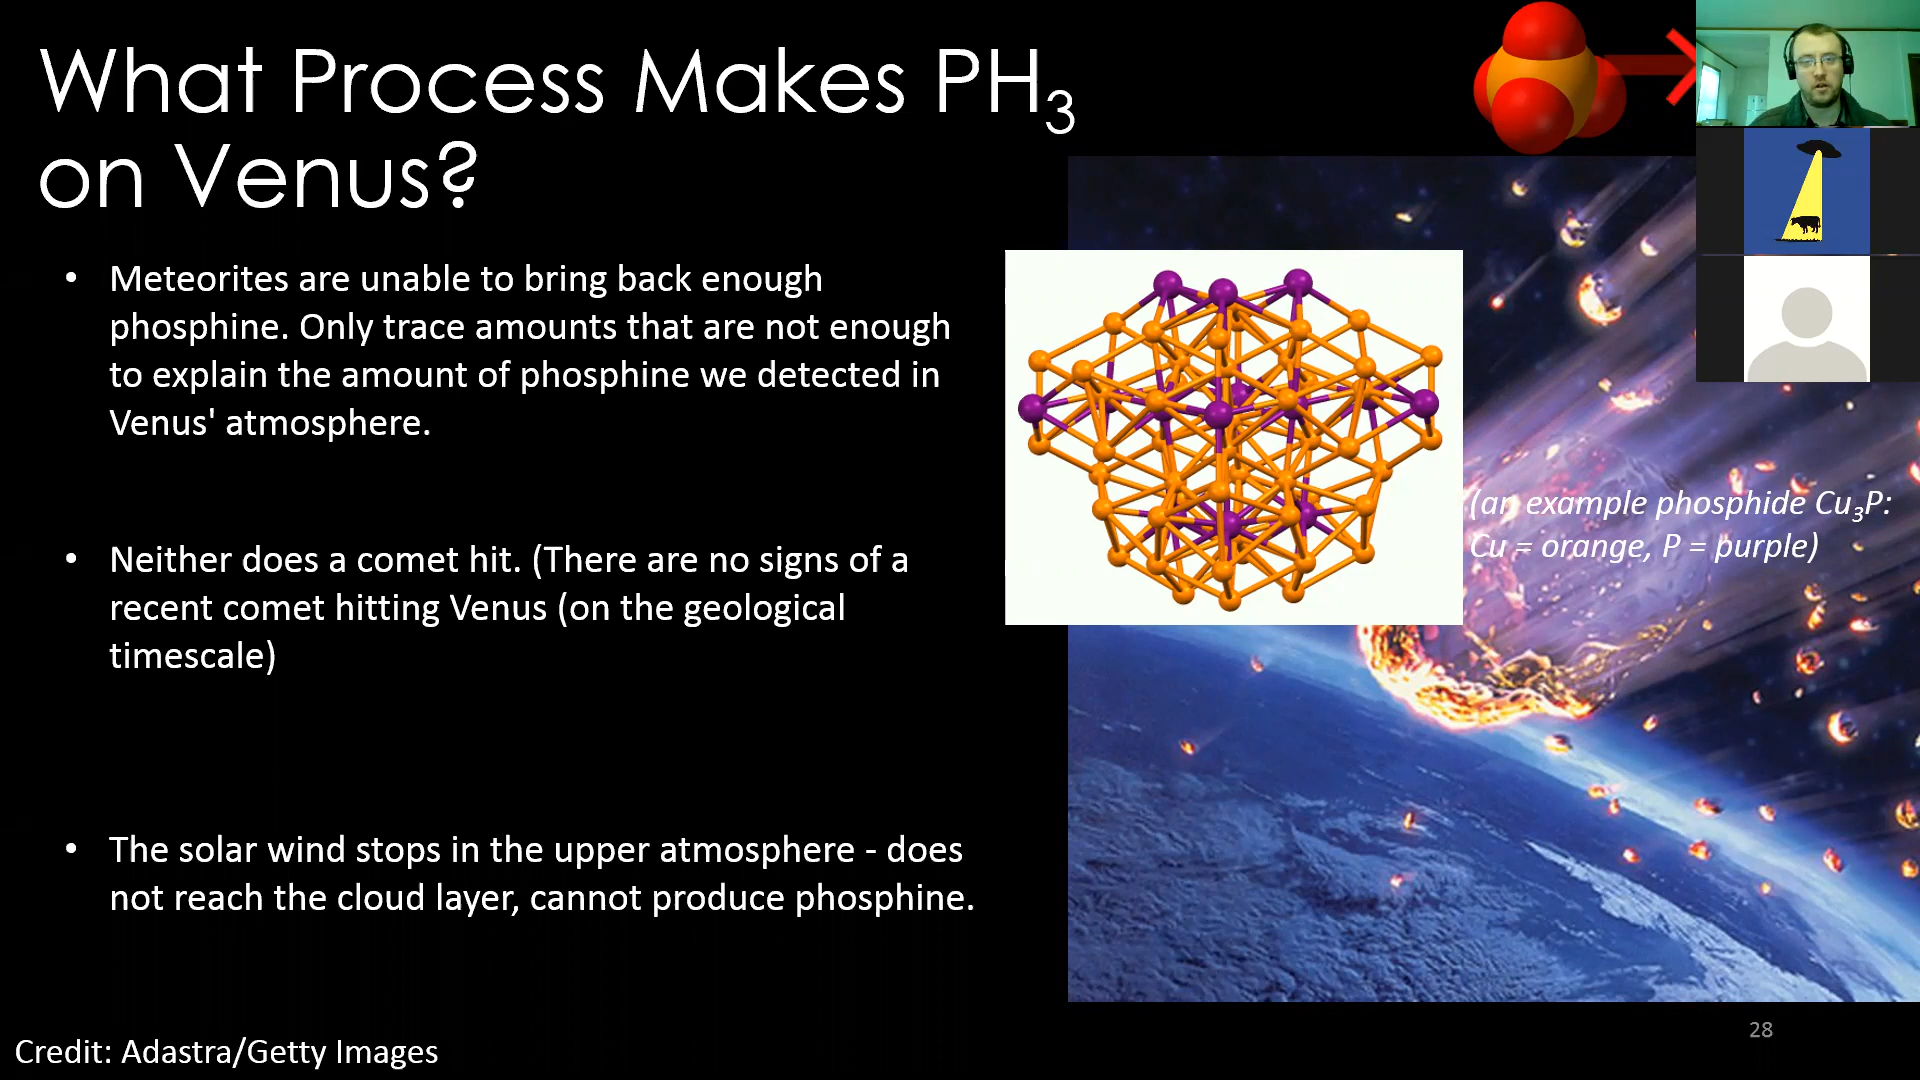 What Process Makes PH₃
on Venus?
• Meteorites are unable to bring back enough
phosphine. Only trace amounts that are not enough
to explain the amount of phosphine we detected in
Venus' atmosphere.
• Neither does a comet hit. (There are no signs of a
recent comet hitting Venus (on the geological
timescale)
• The solar wind stops in the upper atmosphere - does
not reach the cloud layer, cannot produce phosphine.
(an example phosphide Cu₃P:
Cu = orange, P = purple)
28
Credit: Adastra/Getty Images